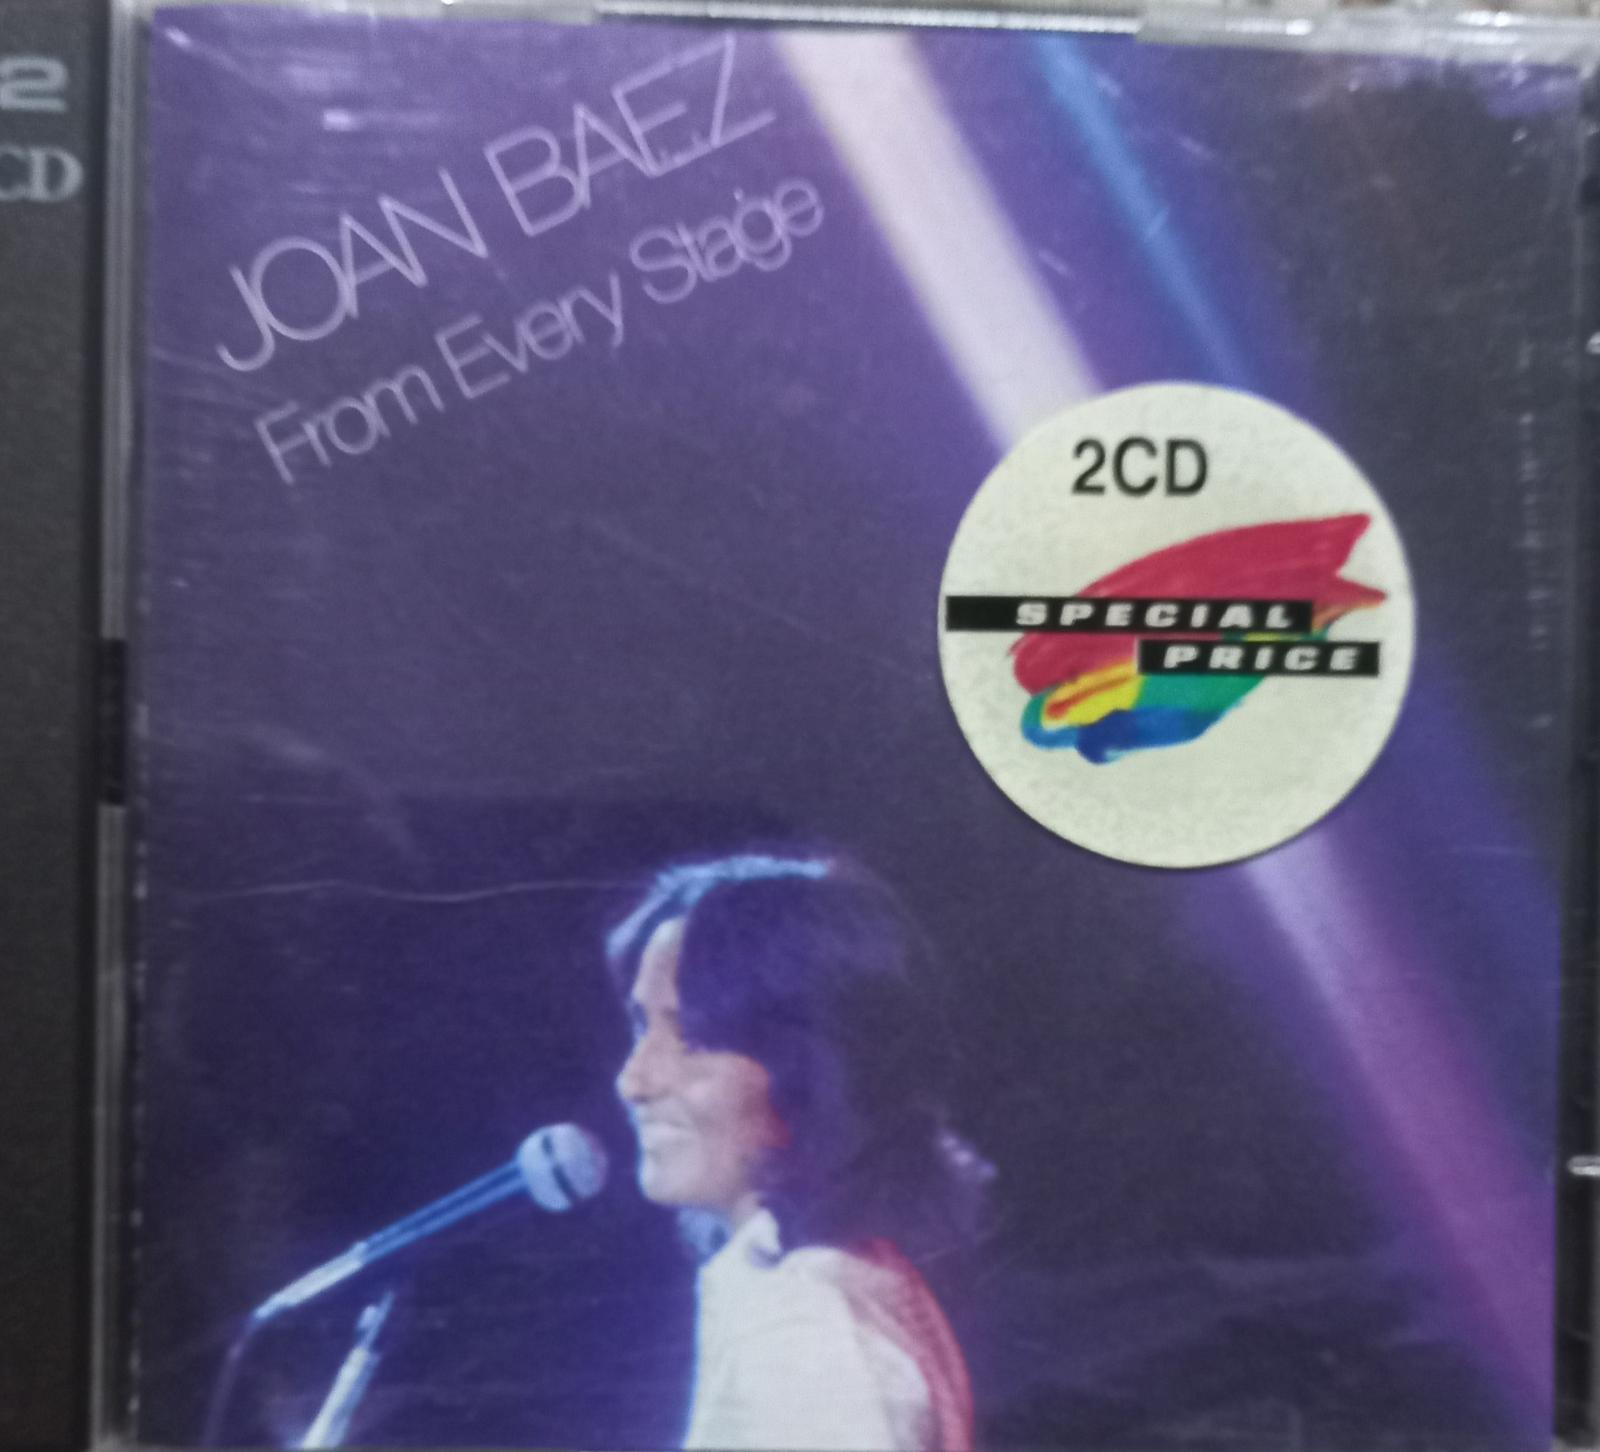 2
CD
JOAN BAEZ
From Every Stage
2CD
SPECIAL
PRICE